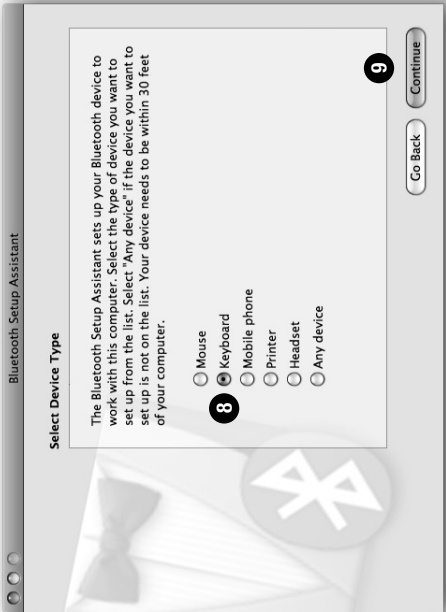 Bluetooth Setup Assistant
Select Device Type
The Bluetooth Setup Assistant sets up your Bluetooth device to
work with this computer. Select the type of device you want to
set up from the list. Select "Any device" if the device you want to
set up is not on the list. Your device needs to be within 30 feet
of your computer.
Mouse
8 Keyboard
Mobile phone
Printer
Headset
Any device
9
Go Back Continue